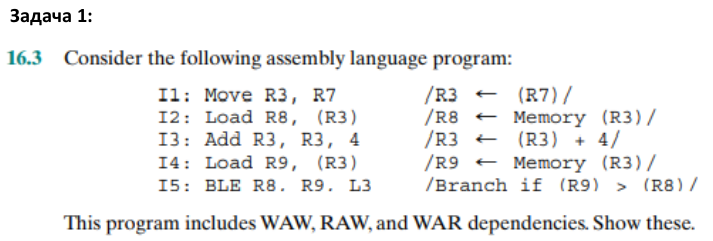 Задача 1:
16.3 Consider the following assembly language program:
I1: Move R3, R7 /R3 ← (R7)/
I2: Load R8, (R3) /R8 ← Memory (R3)/
I3: Add R3, R3, 4 /R3 ← (R3) + 4/
I4: Load R9, (R3) /R9 ← Memory (R3)/
I5: BLE R8. R9. L3 /Branch if (R9) > (R8)/
This program includes WAW, RAW, and WAR dependencies. Show these.